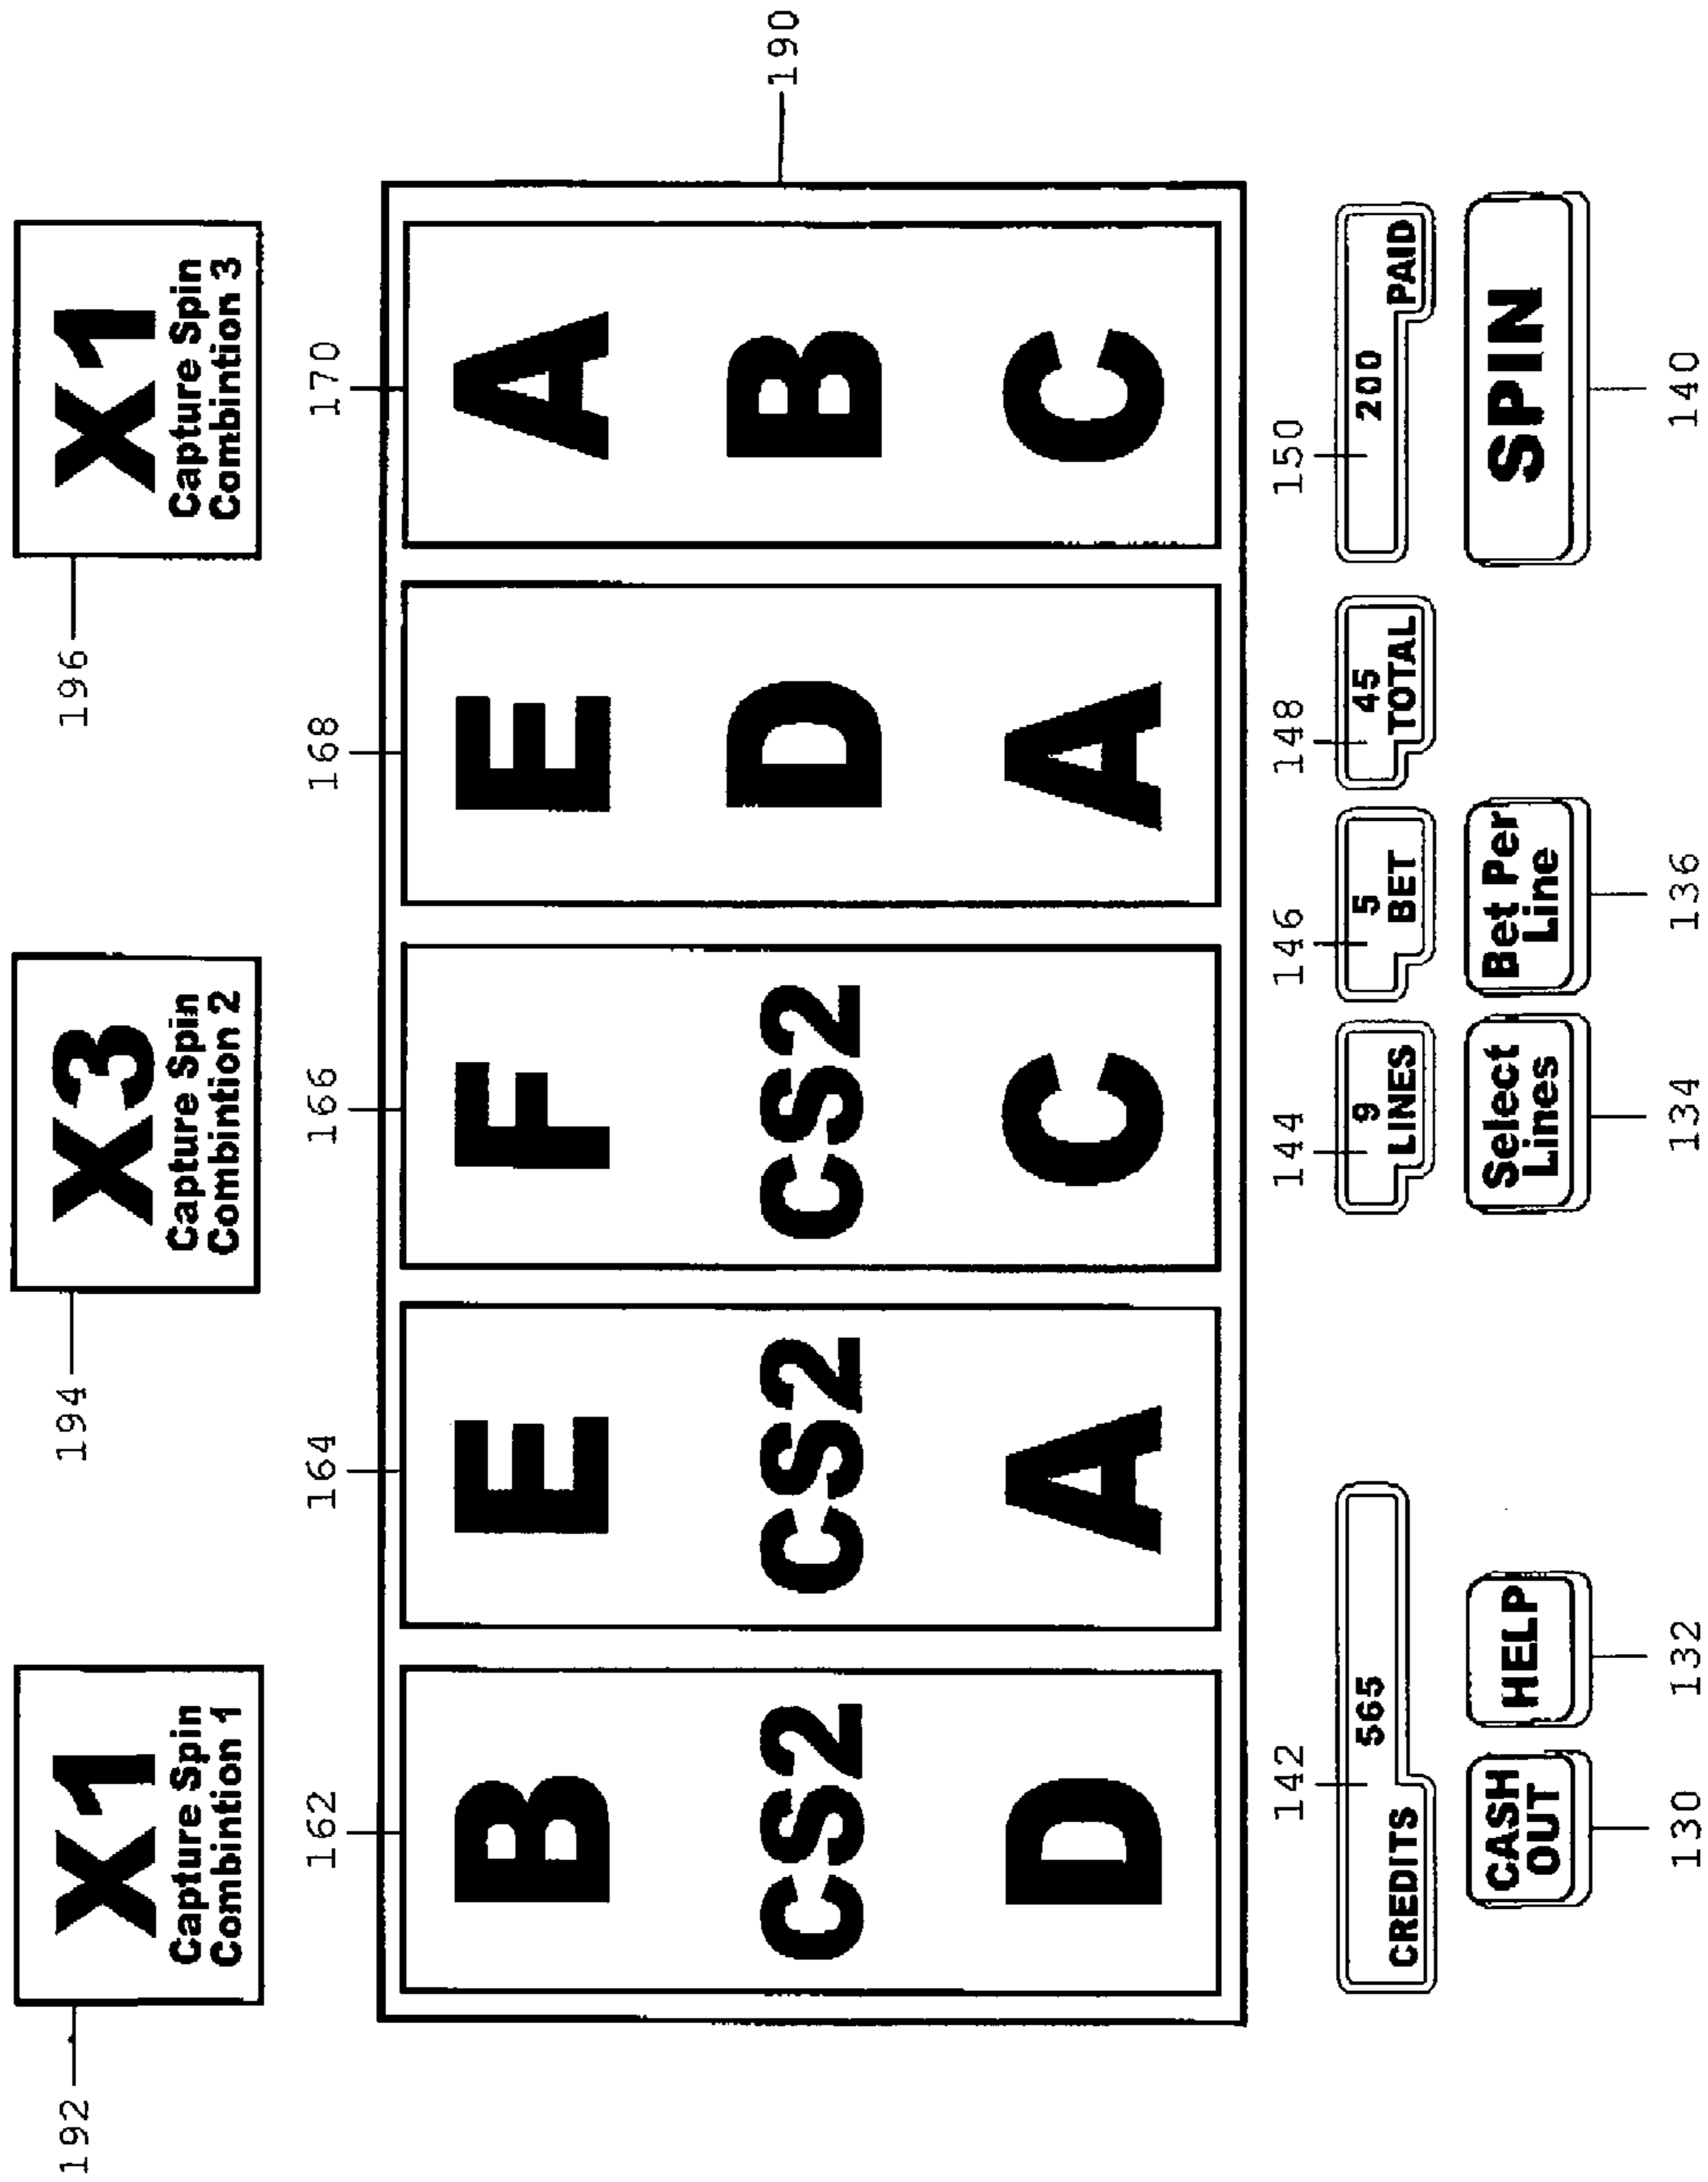 192
X1
Capture Spin
Combintion 1
194
X3
Capture Spin
Combintion 2
196
X1
Capture Spin
Combintion 3
162
164
166
168
170
190
B
E
F
E
A
CS2
CS2
CS2
D
B
D
A
C
A
C
142
144
146
148
150
565
CREDITS
9
LINES
5
BET
45
TOTAL
200
PAID
CASH
OUT
HELP
Select
Lines
Bet Per
Line
SPIN
130
132
134
136
140